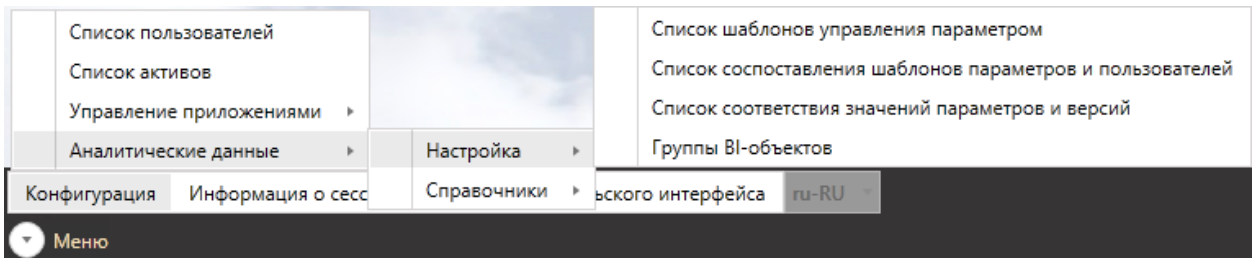 Список пользователей
Список активов
Управление приложениями
Аналитические данные
Настройка
Справочники
Список шаблонов управления параметром
Список соспоставления шаблонов параметров и пользователей
Список соответствия значений параметров и версий
Группы BI-объектов
Конфигурация Информация о сесс ьского интерфейса ru-RU
Меню